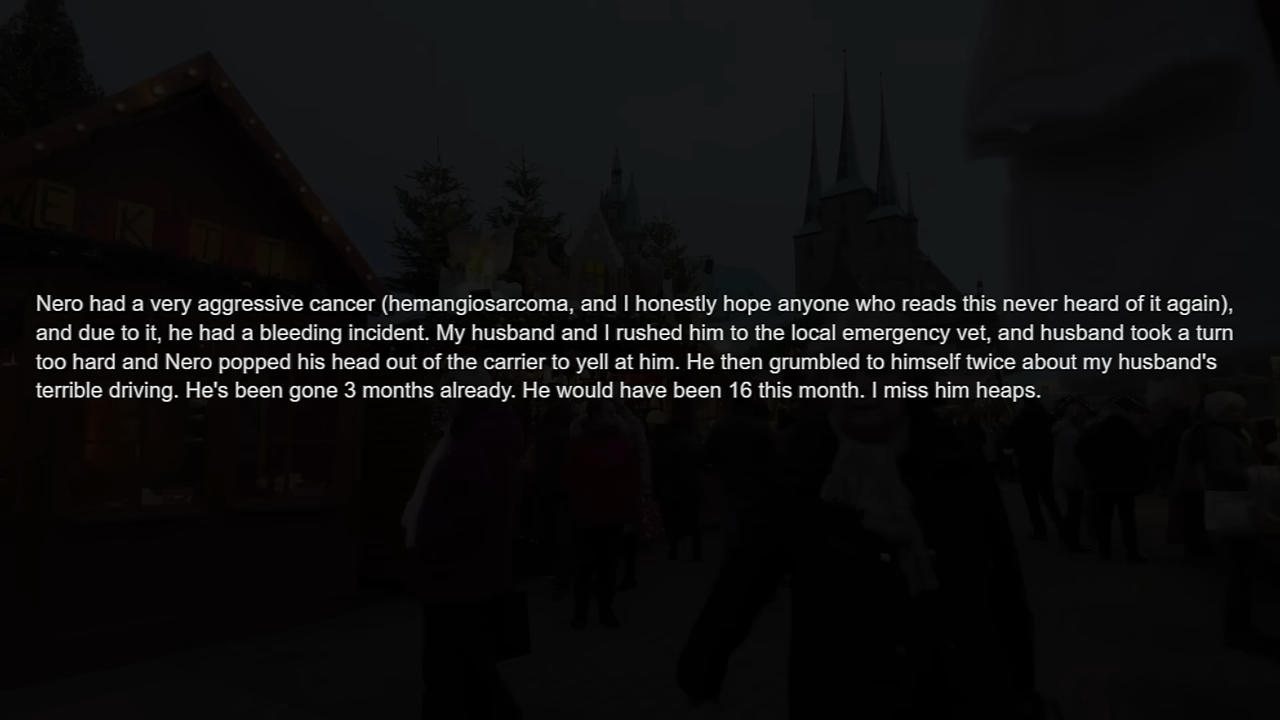 WE KT
Nero had a very aggressive cancer (hemangiosarcoma, and I honestly hope anyone who reads this never heard of it again),
and due to it, he had a bleeding incident. My husband and I rushed him to the local emergency vet, and husband took a turn
too hard and Nero popped his head out of the carrier to yell at him. He then grumbled to himself twice about my husband's
terrible driving. He's been gone 3 months already. He would have been 16 this month. I miss him heaps.